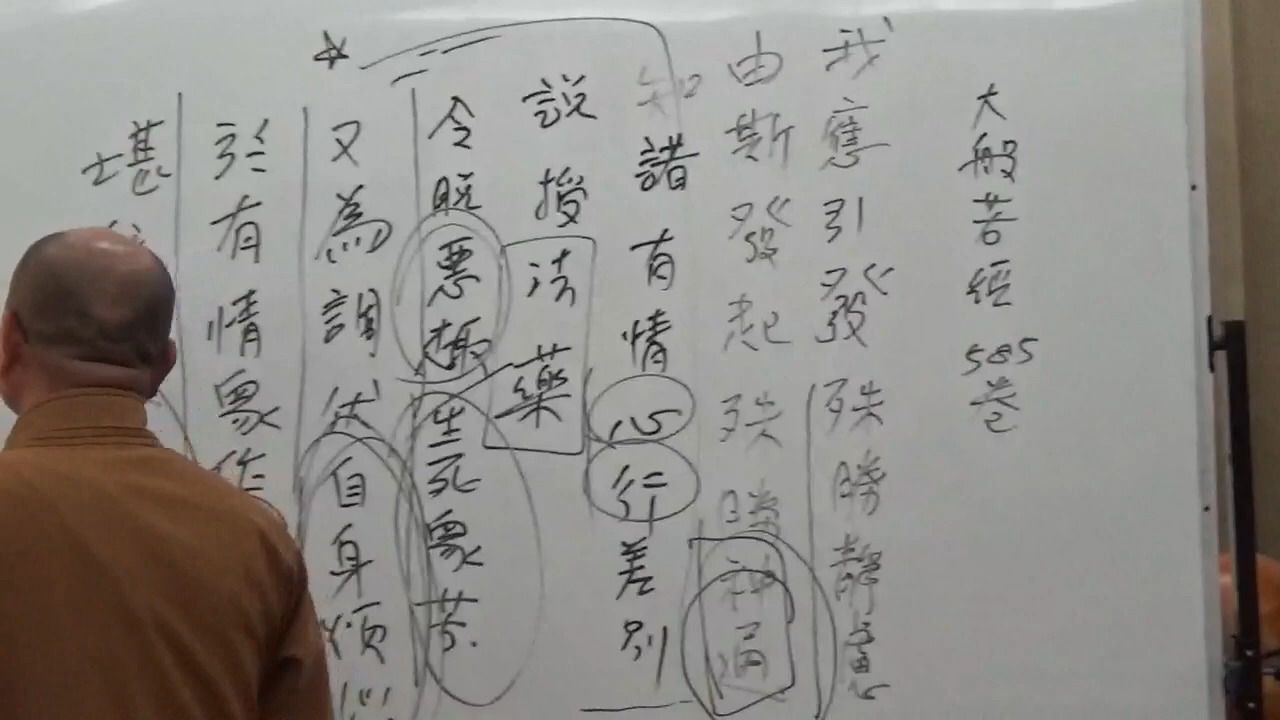 大般若經 585卷
我應引發殊勝靜慮
由斯發起殊勝神通
知諸有情心行差別
說授法藥
令脫惡趣生死眾苦
又為調伏自身煩惱
於有情眾作
堪